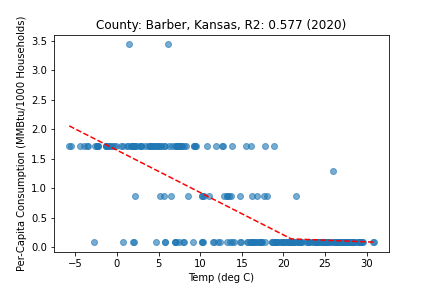 County: Barber, Kansas, R2: 0.577 (2020)
Per-Capita Consumption (MMBtu/1000 Households)
3.5
3.0
2.5
2.0
1.5
1.0
0.5
0.0
−5 0 5 10 15 20 25 30
Temp (deg C)